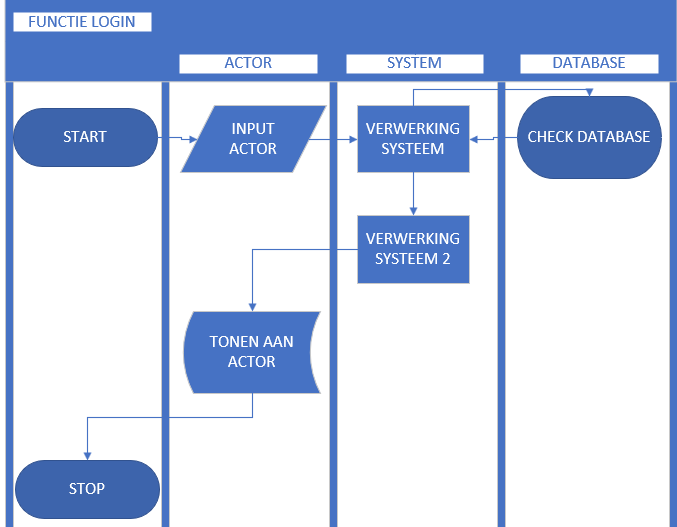 FUNCTIE LOGIN
ACTOR
SYSTEM
DATABASE
START
INPUT
ACTOR
VERWERKING
SYSTEEM
CHECK DATABASE
VERWERKING
SYSTEEM 2
TONEN AAN
ACTOR
STOP